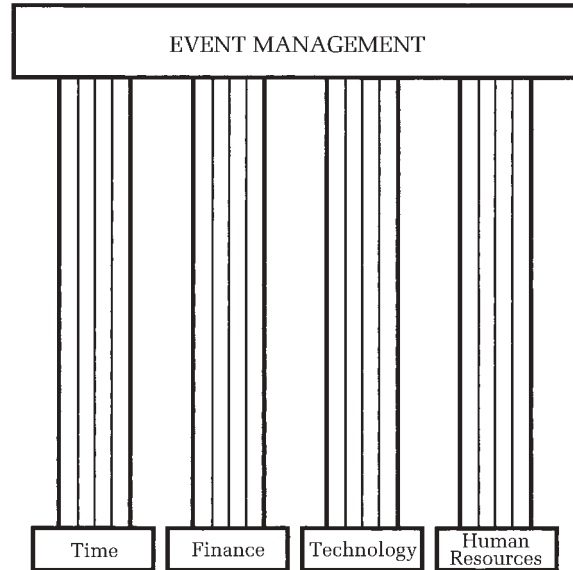 EVENT MANAGEMENT
Time
Finance
Technology
Human
Resources